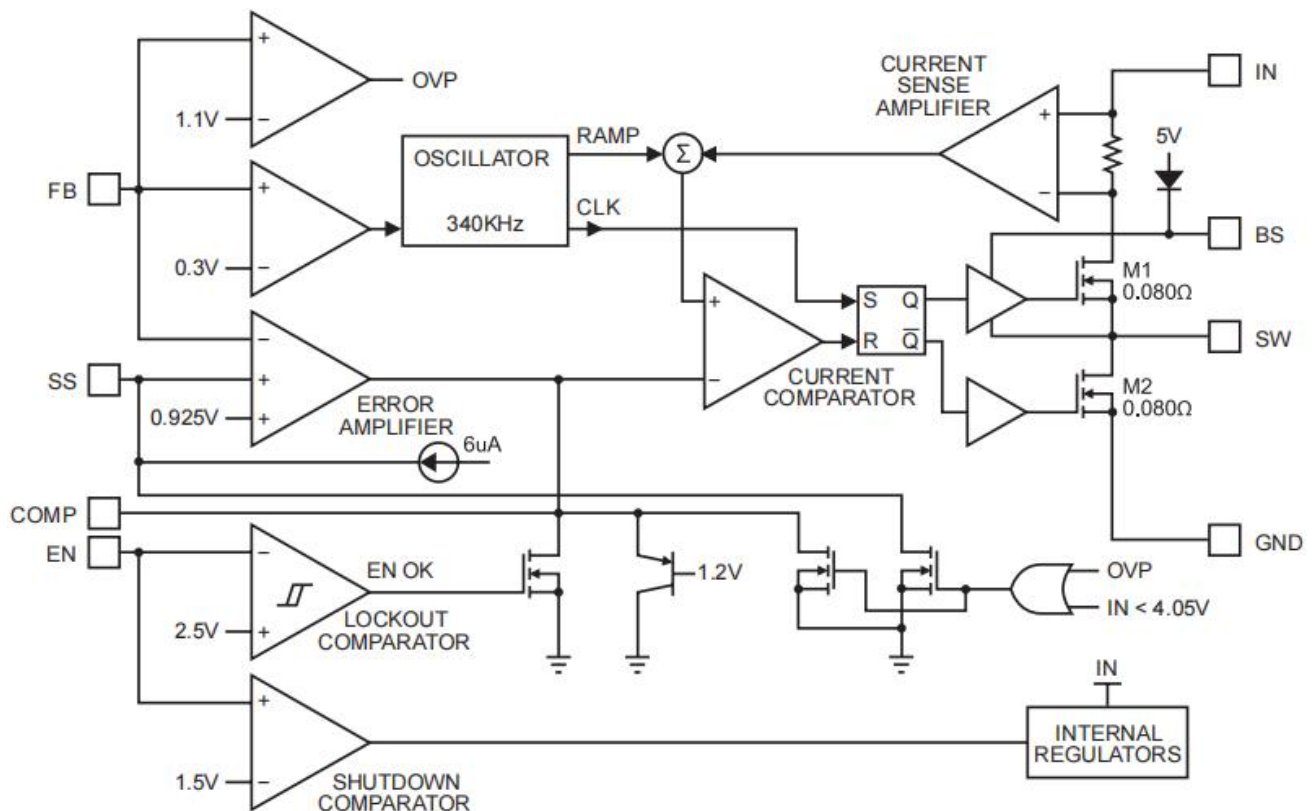 +
OVP
1.1V
−
CURRENT
SENSE
AMPLIFIER
IN
+
5V
RAMP
Σ
OSCILLATOR
340KHz
FB
+
−
CLK
0.3V
−
BS
M1
0.080Ω
+
S Q
R Q̅
SW
−
SS
+
0.925V
+
ERROR
AMPLIFIER
−
CURRENT
COMPARATOR
M2
0.080Ω
6uA
COMP
EN
−
EN OK
1.2V
GND
OVP
IN < 4.05V
2.5V
+
LOCKOUT
COMPARATOR
+
IN
INTERNAL
REGULATORS
1.5V
−
SHUTDOWN
COMPARATOR